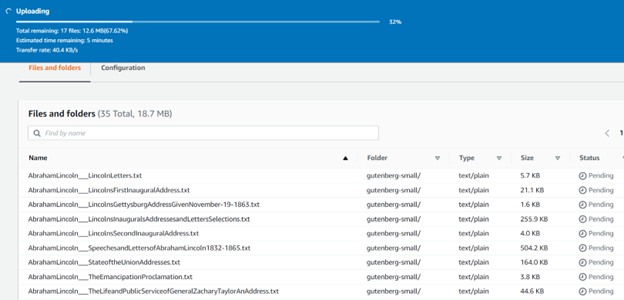 Uploading
32%
Total remaining: 17 files: 12.6 MB(67.62%)
Estimated time remaining: 5 minutes
Transfer rate: 40.4 KB/s
Files and folders Configuration
Files and folders (35 Total, 18.7 MB)
Find by name
1
Name Folder Type Size Status
AbrahamLincoln___LincolnLetters.txt gutenberg-small/ text/plain 5.7 KB Pending
AbrahamLincoln___LincolnsFirstInauguralAddress.txt gutenberg-small/ text/plain 21.1 KB Pending
AbrahamLincoln___LincolnsGettysburgAddressGivenNovember-19-1863.txt gutenberg-small/ text/plain 1.6 KB Pending
AbrahamLincoln___LincolnsInauguralsAddressesandLettersSelections.txt gutenberg-small/ text/plain 255.9 KB Pending
AbrahamLincoln___LincolnsSecondInauguralAddress.txt gutenberg-small/ text/plain 4.0 KB Pending
AbrahamLincoln___SpeechesandLettersofAbrahamLincoln1832-1865.txt gutenberg-small/ text/plain 504.2 KB Pending
AbrahamLincoln___StateoftheUnionAddresses.txt gutenberg-small/ text/plain 164.0 KB Pending
AbrahamLincoln___TheEmancipationProclamation.txt gutenberg-small/ text/plain 3.8 KB Pending
AbrahamLincoln___TheLifeandPublicServiceofGeneralZacharyTaylorAnAddress.txt gutenberg-small/ text/plain 44.6 KB Pending